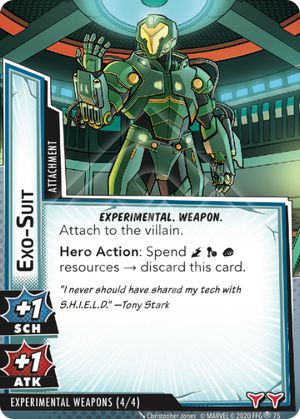 EXO-SUIT
ATTACHMENT
EXPERIMENTAL. WEAPON.
Attach to the villain.
Hero Action: Spend
resources → discard this card.
"I never should have shared my tech with
S.H.I.E.L.D." —Tony Stark
+1
SCH
+1
ATK
EXPERIMENTAL WEAPONS (4/4)
Christopher Jones © MARVEL © 2020 FFG 75